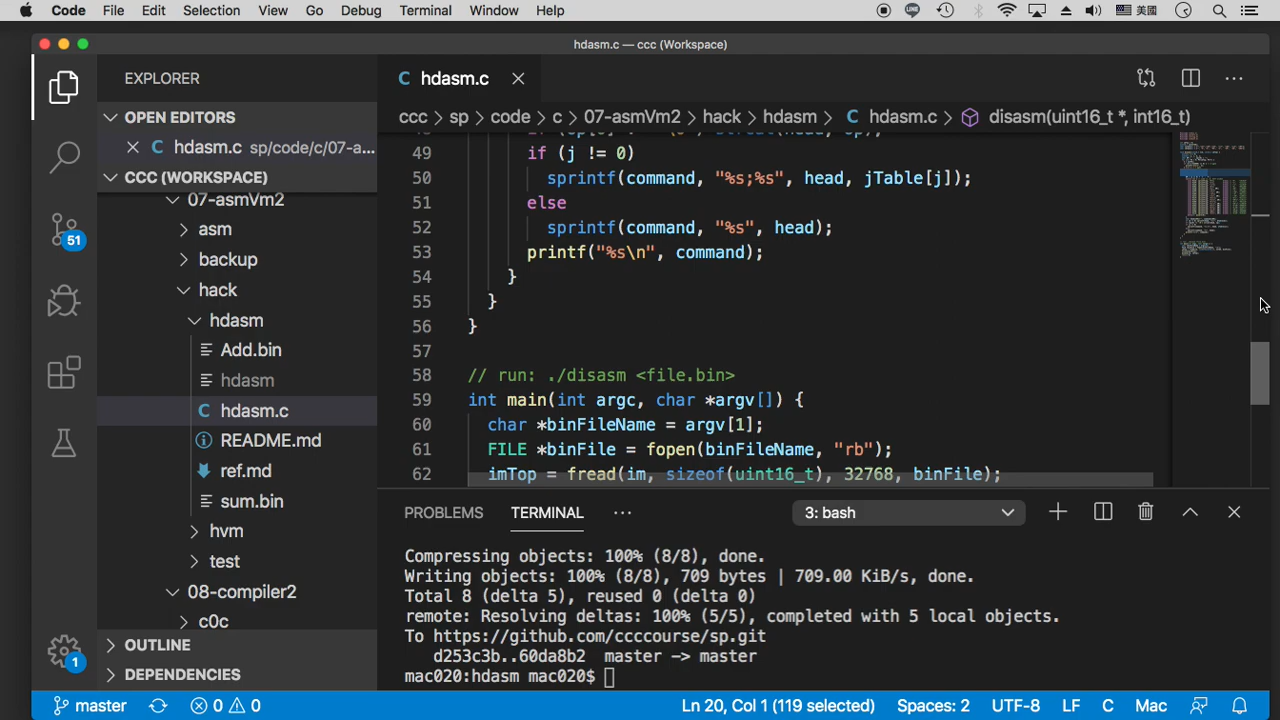 Code File Edit Selection View Go Debug Terminal Window Help 美國
hdasm.c — ccc (Workspace)
EXPLORER
OPEN EDITORS
C hdasm.c sp/code/c/07-a...
CCC (WORKSPACE)
07-asmVm2
asm
backup
hack
hdasm
Add.bin
hdasm
C hdasm.c
README.md
ref.md
sum.bin
hvm
test
08-compiler2
c0c
OUTLINE
DEPENDENCIES
51
1
C hdasm.c
ccc > sp > code > c > 07-asmVm2 > hack > hdasm > C hdasm.c > disasm(uint16_t *, int16_t)
49 if (j != 0)
50 sprintf(command, "%s;%s", head, jTable[j]);
51 else
52 sprintf(command, "%s", head);
53 printf("%s\n", command);
54 }
55 }
56 }
57
58 // run: ./disasm <file.bin>
59 int main(int argc, char *argv[]) {
60 char *binFileName = argv[1];
61 FILE *binFile = fopen(binFileName, "rb");
62 imTop = fread(im, sizeof(uint16_t), 32768, binFile);
PROBLEMS TERMINAL ... 3: bash
Compressing objects: 100% (8/8), done.
Writing objects: 100% (8/8), 709 bytes | 709.00 KiB/s, done.
Total 8 (delta 5), reused 0 (delta 0)
remote: Resolving deltas: 100% (5/5), completed with 5 local objects.
To https://github.com/ccccourse/sp.git
d253c3b..60da8b2 master -> master
mac020:hdasm mac020$
master 0 0 Ln 20, Col 1 (119 selected) Spaces: 2 UTF-8 LF C Mac